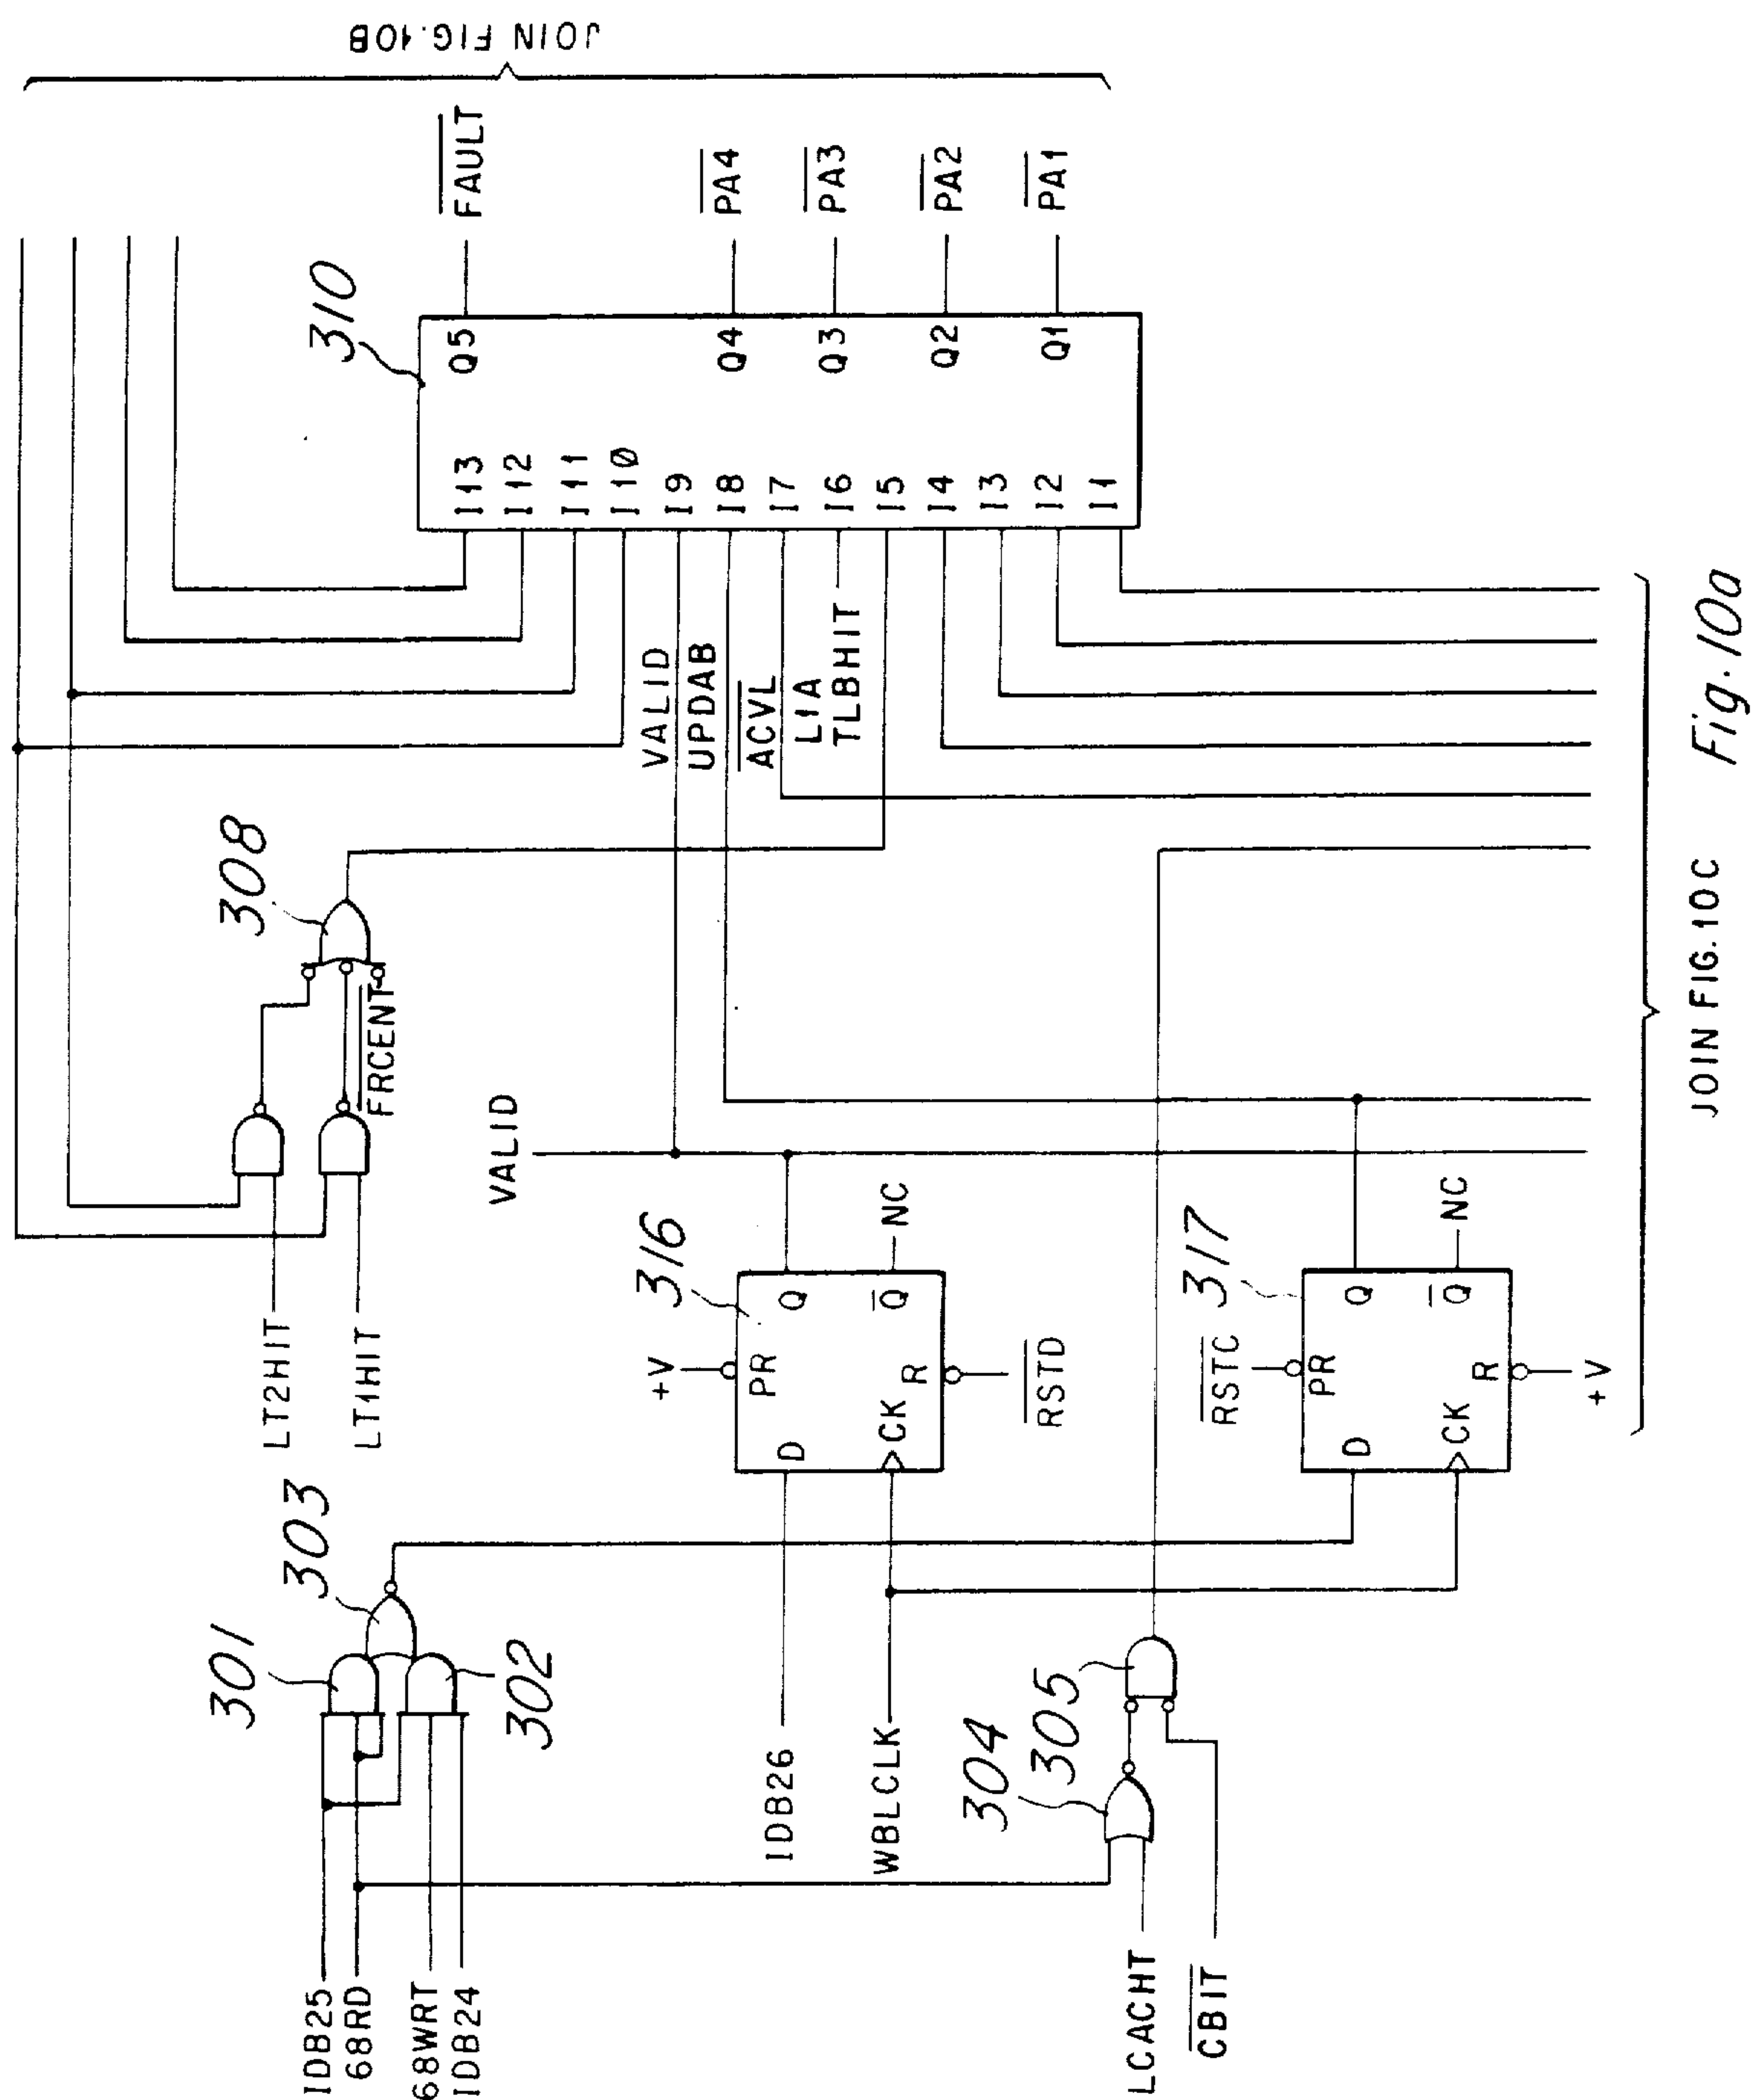 JOIN FIG.10B
FAULT
PA4
PA3
PA2
PA1
310
Q5
Q4
Q3
Q2
Q1
I13
I12
I11
I10
I9
I8
I7
I6
I5
I4
I3
I2
I1
VALID
UPDAB
ACVL
LIA
TLBHIT
308
FRCENT
VALID
LT2HIT
LT1HIT
316
+V
PR
D
Q
Q
CK
R
NC
RSTD
317
RSTC
PR
D
Q
Q
CK
R
NC
+V
303
301
302
IDB25
68RD
68WRT
IDB24
IDB26
WBLCLK
304
305
LCACHT
CBIT
JOIN FIG.10C
Fig. 10a